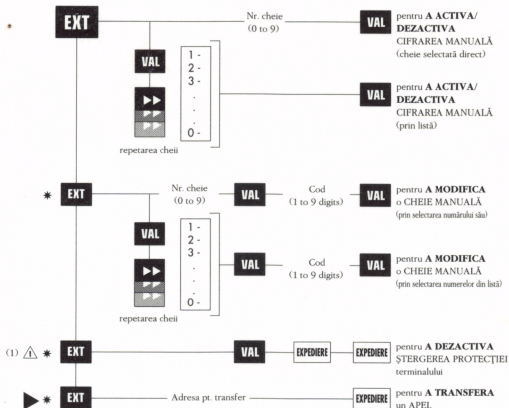 EXT
Nr. cheie
(0 to 9)
VAL
pentru A ACTIVA/
DEZACTIVA
CIFRAREA MANUALĂ
(cheie selectată direct)
VAL
1 -
2 -
3 -
.
.
.
0 -
repetarea cheii
VAL
pentru A ACTIVA/
DEZACTIVA
CIFRAREA MANUALĂ
(prin listă)
* EXT
Nr. cheie
(0 to 9)
VAL
Cod
(1 to 9 digits)
VAL
pentru A MODIFICA
o CHEIE MANUALĂ
(prin selectarea numărului său)
VAL
1 -
2 -
3 -
.
.
.
0 -
repetarea cheii
VAL
Cod
(1 to 9 digits)
VAL
pentru A MODIFICA
o CHEIE MANUALĂ
(prin selectarea numerelor din listă)
(1) ⚠ * EXT
VAL
EXPEDIERE
EXPEDIERE
pentru A DEZACTIVA
ȘTERGEREA PROTECȚIEI
terminalului
* EXT
Adresa pt. transfer
EXPEDIERE
pentru A TRANSFERA
un APEL